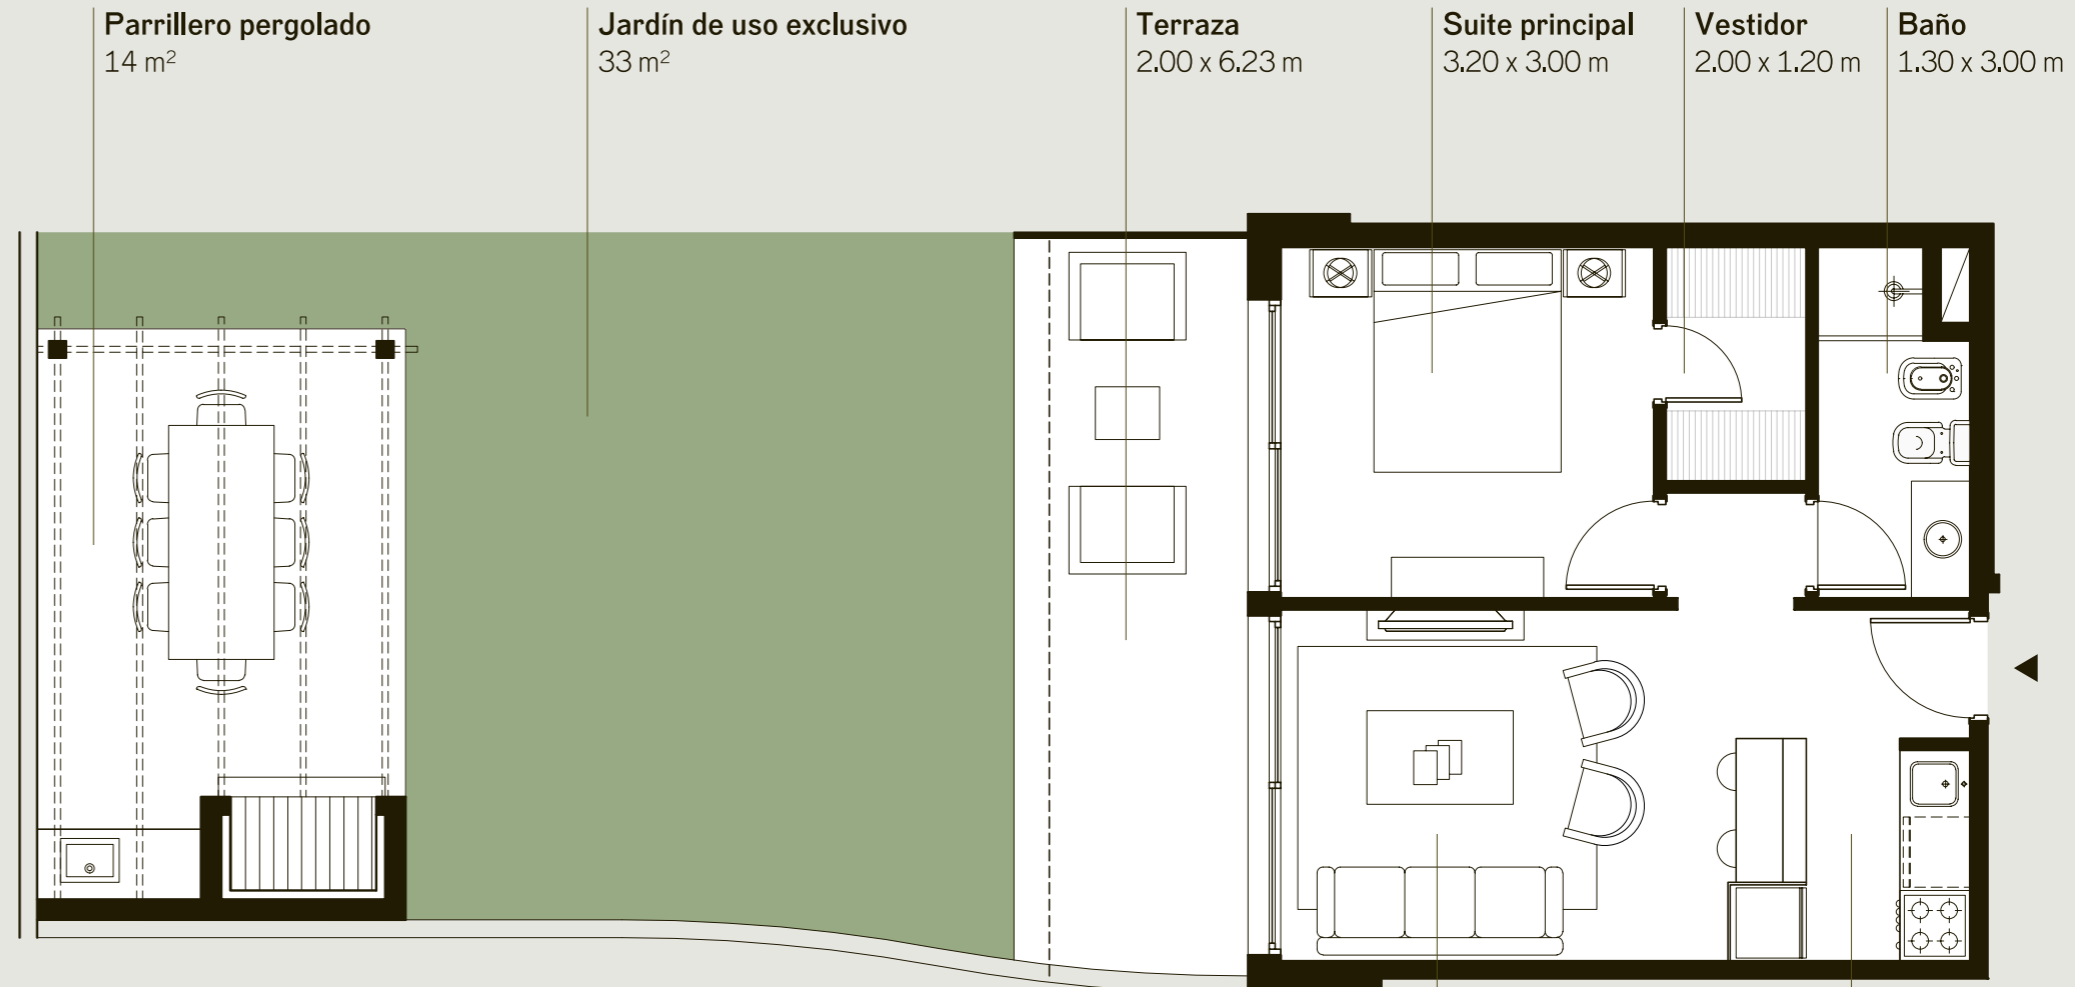 Parrillero pergolado
14 m²
Jardín de uso exclusivo
33 m²
Terraza
2.00 x 6.23 m
Suite principal
3.20 x 3.00 m
Vestidor
2.00 x 1.20 m
Baño
1.30 x 3.00 m